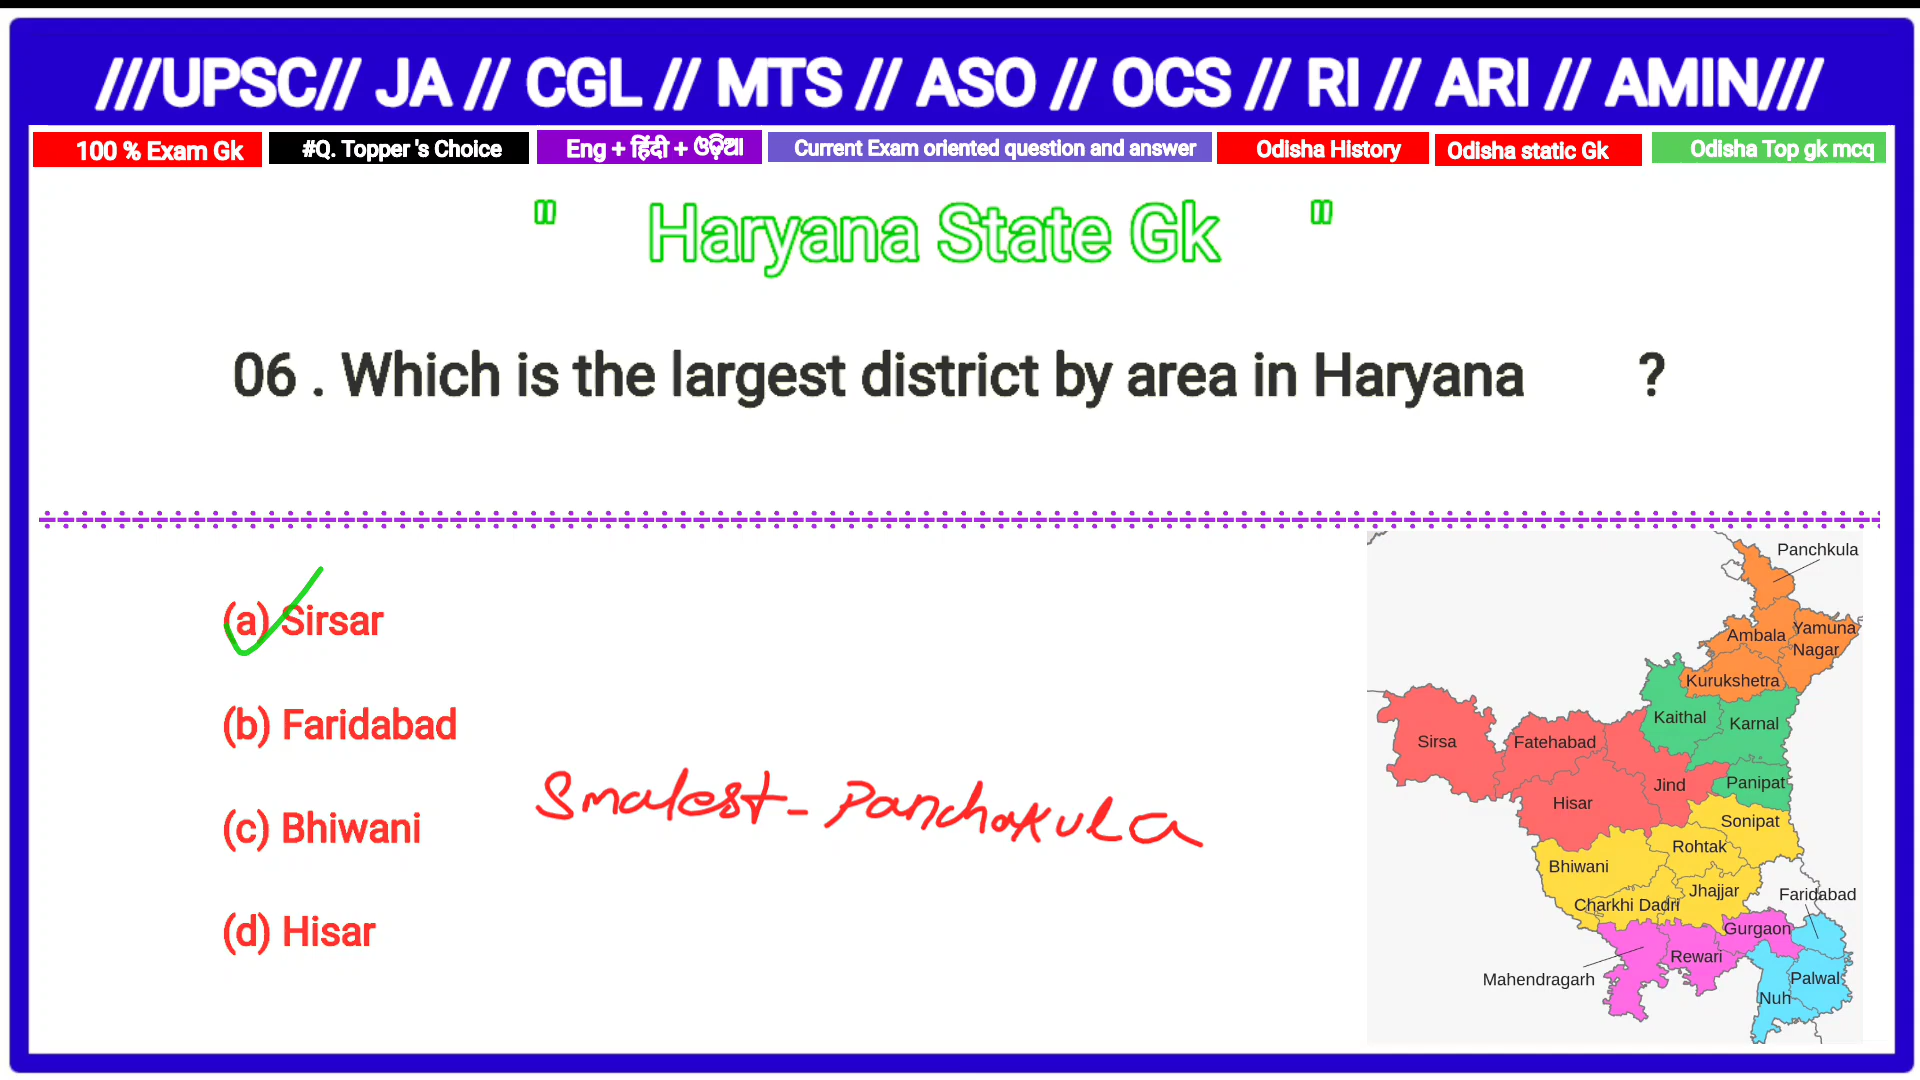 ///UPSC// JA // CGL // MTS // ASO // OCS // RI // ARI // AMIN///
100 % Exam Gk #Q. Topper 's Choice Eng + हिंदी + ଓଡ଼ିଆ Current Exam oriented question and answer Odisha History Odisha static Gk Odisha Top gk mcq
" Haryana State Gk "
06 . Which is the largest district by area in Haryana ?
(a) Sirsar
(b) Faridabad
(c) Bhiwani
(d) Hisar
Smalest - Panchakula
Panchkula
Ambala
Yamuna
Nagar
Kurukshetra
Kaithal
Karnal
Sirsa
Fatehabad
Jind
Panipat
Hisar
Sonipat
Rohtak
Bhiwani
Jhajjar
Charkhi Dadri
Faridabad
Gurgaon
Rewari
Mahendragarh
Palwal
Nuh